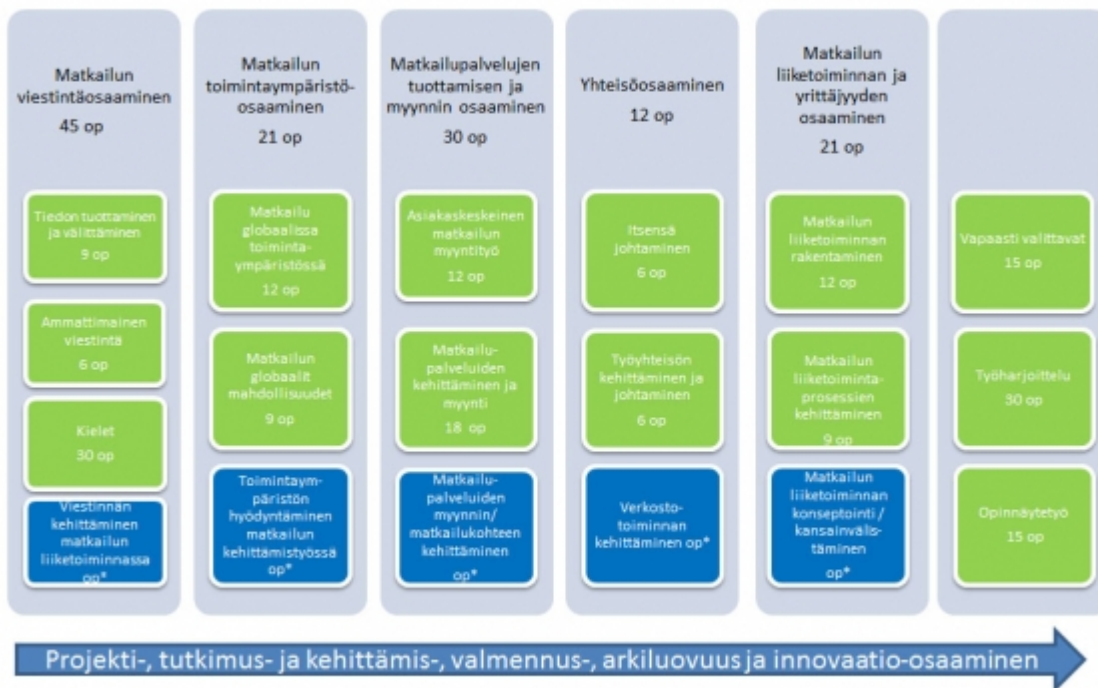 Matkailun
viestintäosaaminen
45 op
Tiedon tuottaminen
ja välittäminen
9 op
Ammattimainen
viestintä
6 op
Kielet
30 op
Viestinnän
kehittäminen
matkailun
liiketoiminnassa
op*
Matkailun
toimintaympäristö-
osaaminen
21 op
Matkailu
globaalissa
toiminta-
ympäristössä
12 op
Matkailun
globaalit
mahdollisuudet
9 op
Toimintaym-
päristön
hyödyntäminen
matkailun
kehittämistyössä
op*
Matkailupalvelujen
tuottamisen ja
myynnin osaaminen
30 op
Asiakaskeskeinen
matkailun
myyntityö
12 op
Matkailu-
palveluiden
kehittäminen ja
myynti
18 op
Matkailu-
palveluiden
myynnin/
matkailukohteen
kehittäminen
op*
Yhteisöosaaminen
12 op
Itsensä
johtaminen
6 op
Työyhteisön
kehittäminen ja
johtaminen
6 op
Verkosto-
toiminnan
kehittäminen op*
Matkailun
liiketoiminnan ja
yrittäjyyden
osaaminen
21 op
Matkailun
liiketoiminnan
rakentaminen
12 op
Matkailun
liiketoiminta-
prosessien
kehittäminen
9 op
Matkailun
liiketoiminnan
konseptointi /
kansainvälis-
täminen
op*
Vapaasti valittavat
15 op
Työharjoittelu
30 op
Opinnäytetyö
15 op
Projekti-, tutkimus- ja kehittämis-, valmennus-, arkiluovuus ja innovaatio-osaaminen